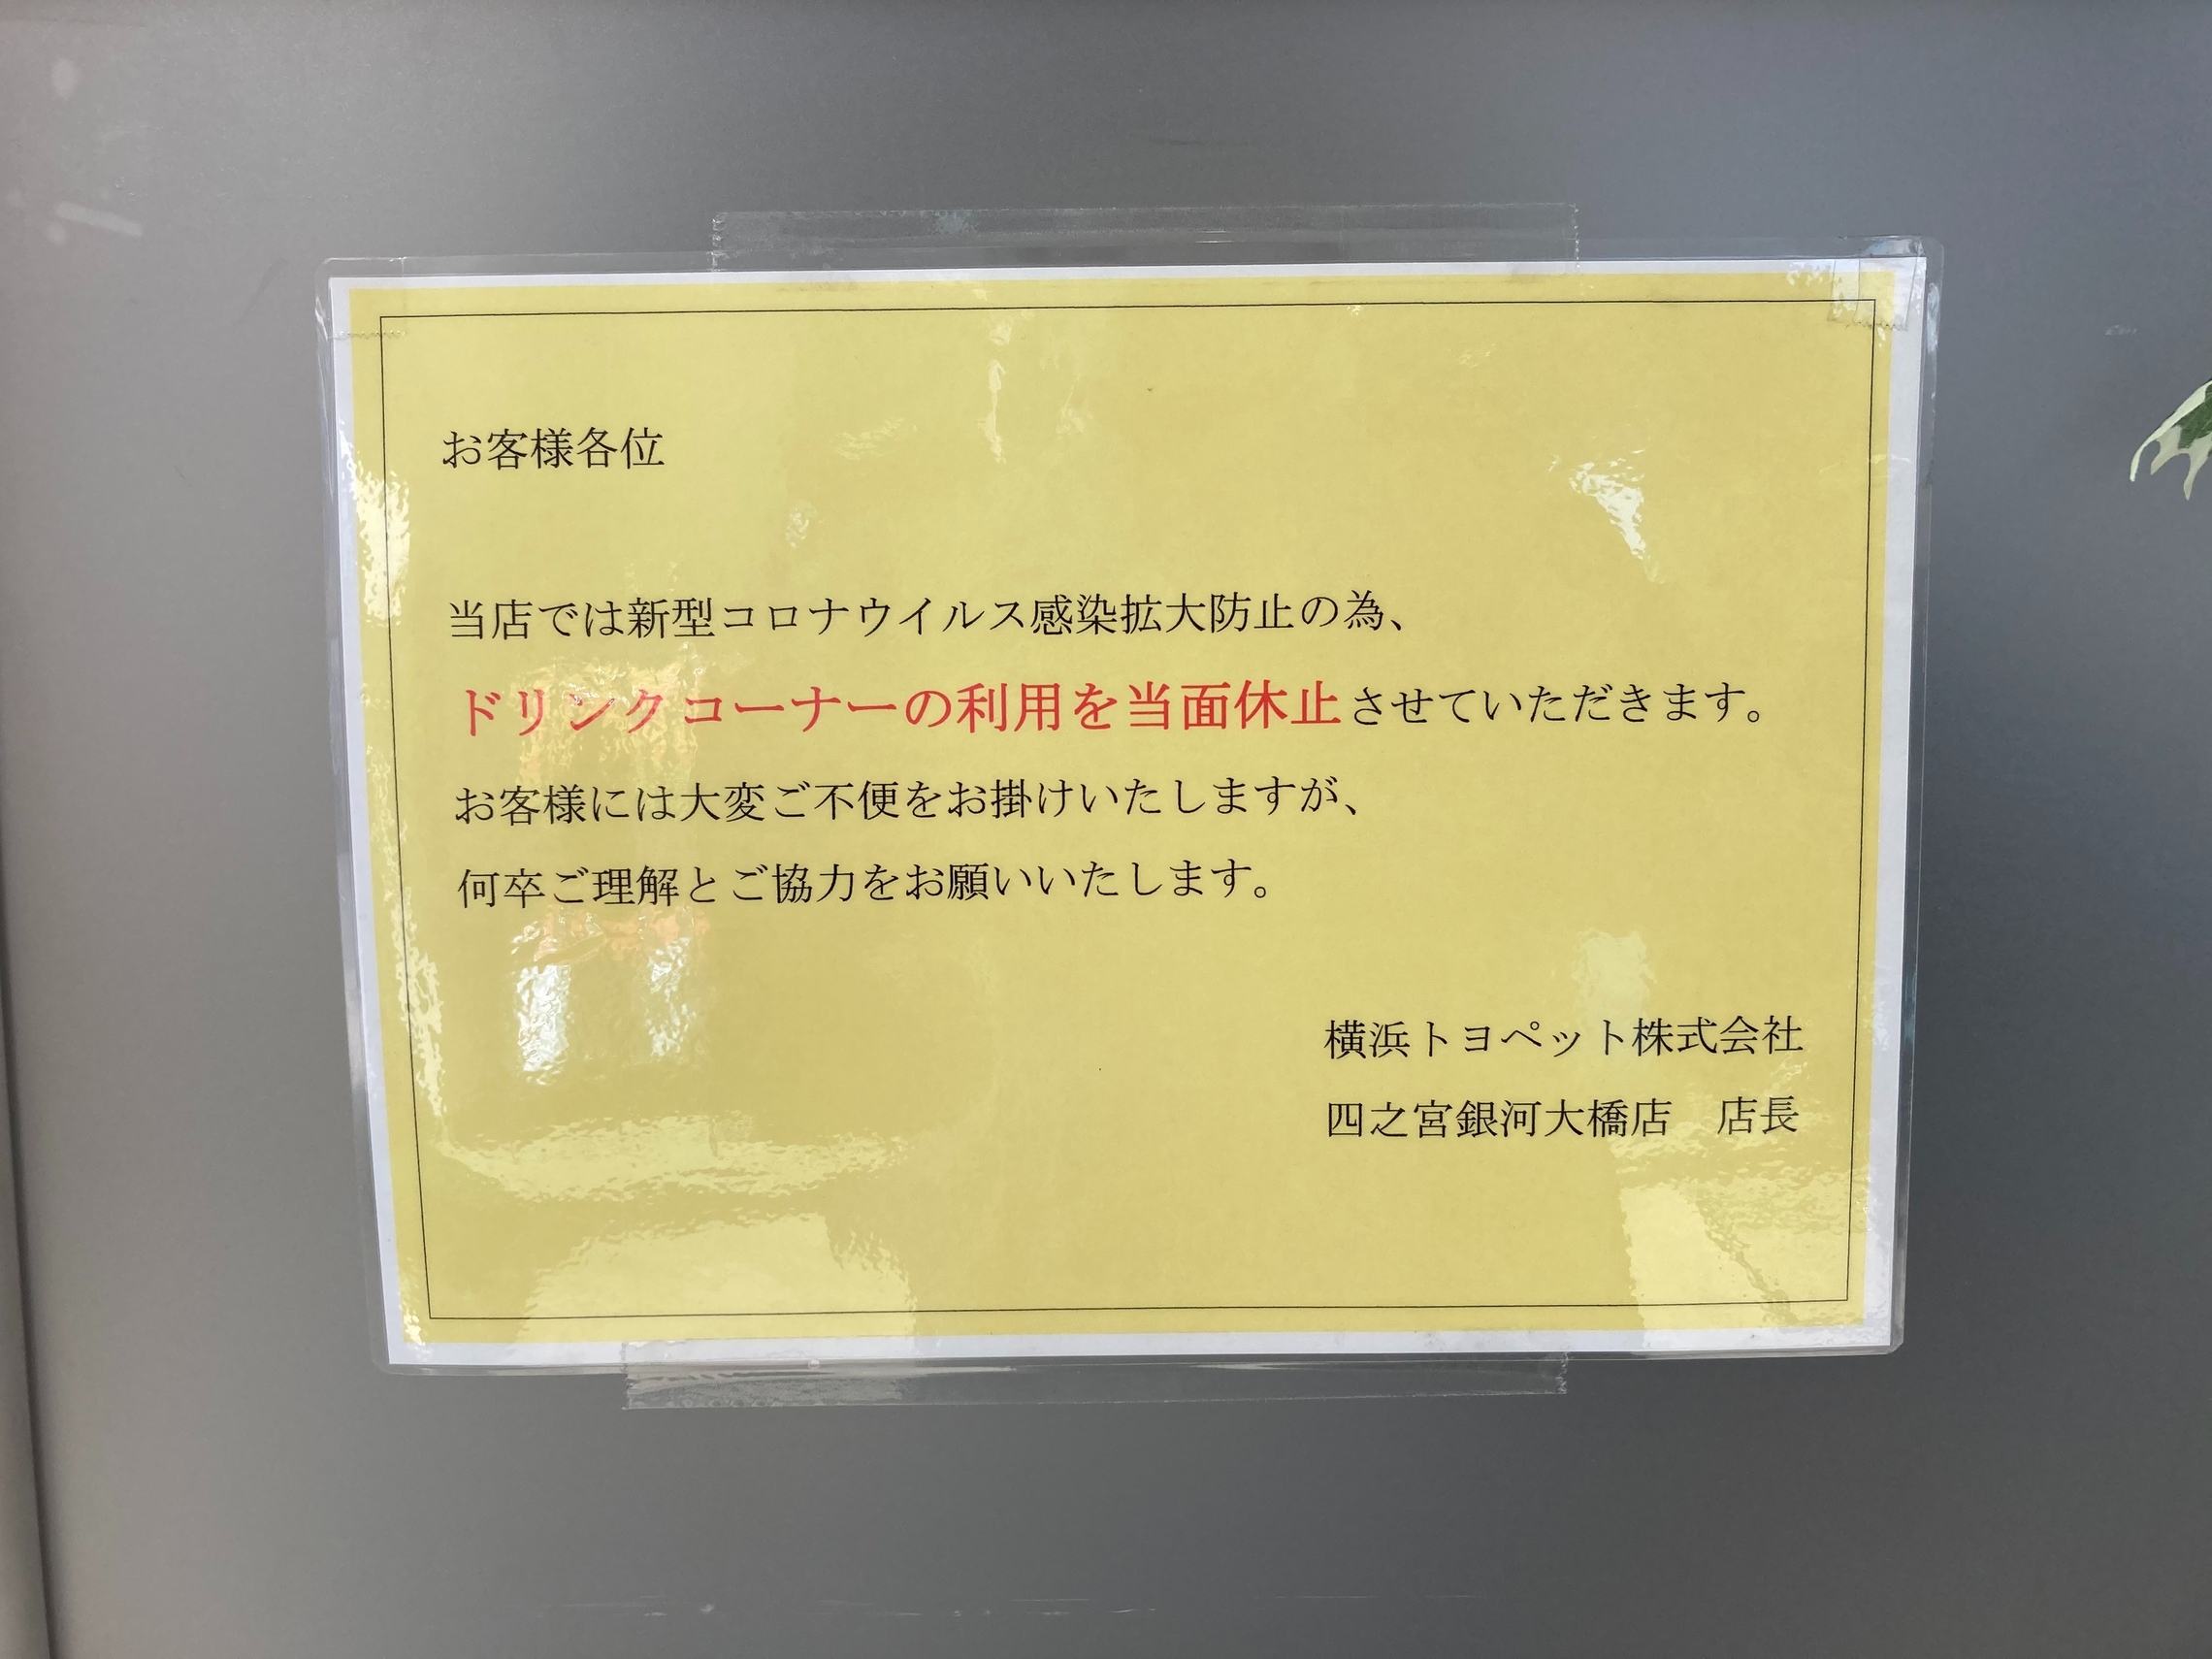 お客様各位
当店では新型コロナウイルス感染拡大防止の為、
ドリンクコーナーの利用を当面休止させていただきます。
お客様には大変ご不便をお掛けいたしますが、
何卒ご理解とご協力をお願いいたします。
横浜トヨペット株式会社
四之宮銀河大橋店　店長